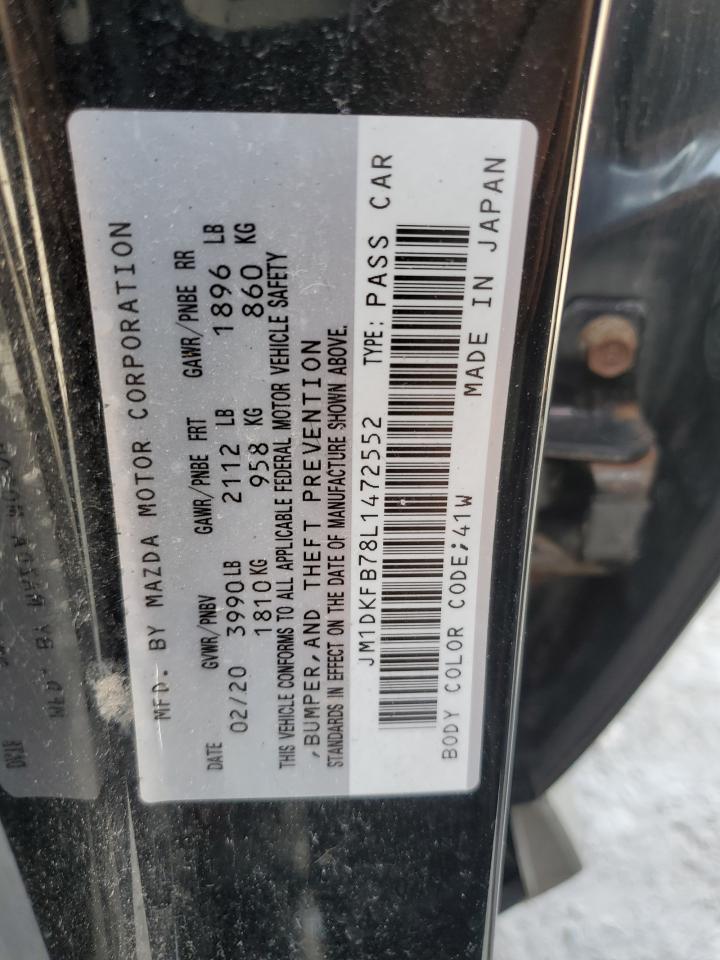 MFD. BY MAZDA MOTOR CORPORATION
DATE GVWR/PNBV GAWR/PNBE FRT GAWR/PNBE RR
02/20 3990LB 2112 LB 1896 LB
1810KG 958 KG 860 KG
THIS VEHICLE CONFORMS TO ALL APPLICABLE FEDERAL MOTOR VEHICLE SAFETY
,BUMPER,AND THEFT PREVENTION
STANDARDS IN EFFECT ON THE DATE OF MANUFACTURE SHOWN ABOVE.
JM1DKFB78L1472552 TYPE: PASS CAR
BODY COLOR CODE;41W
MADE IN JAPAN